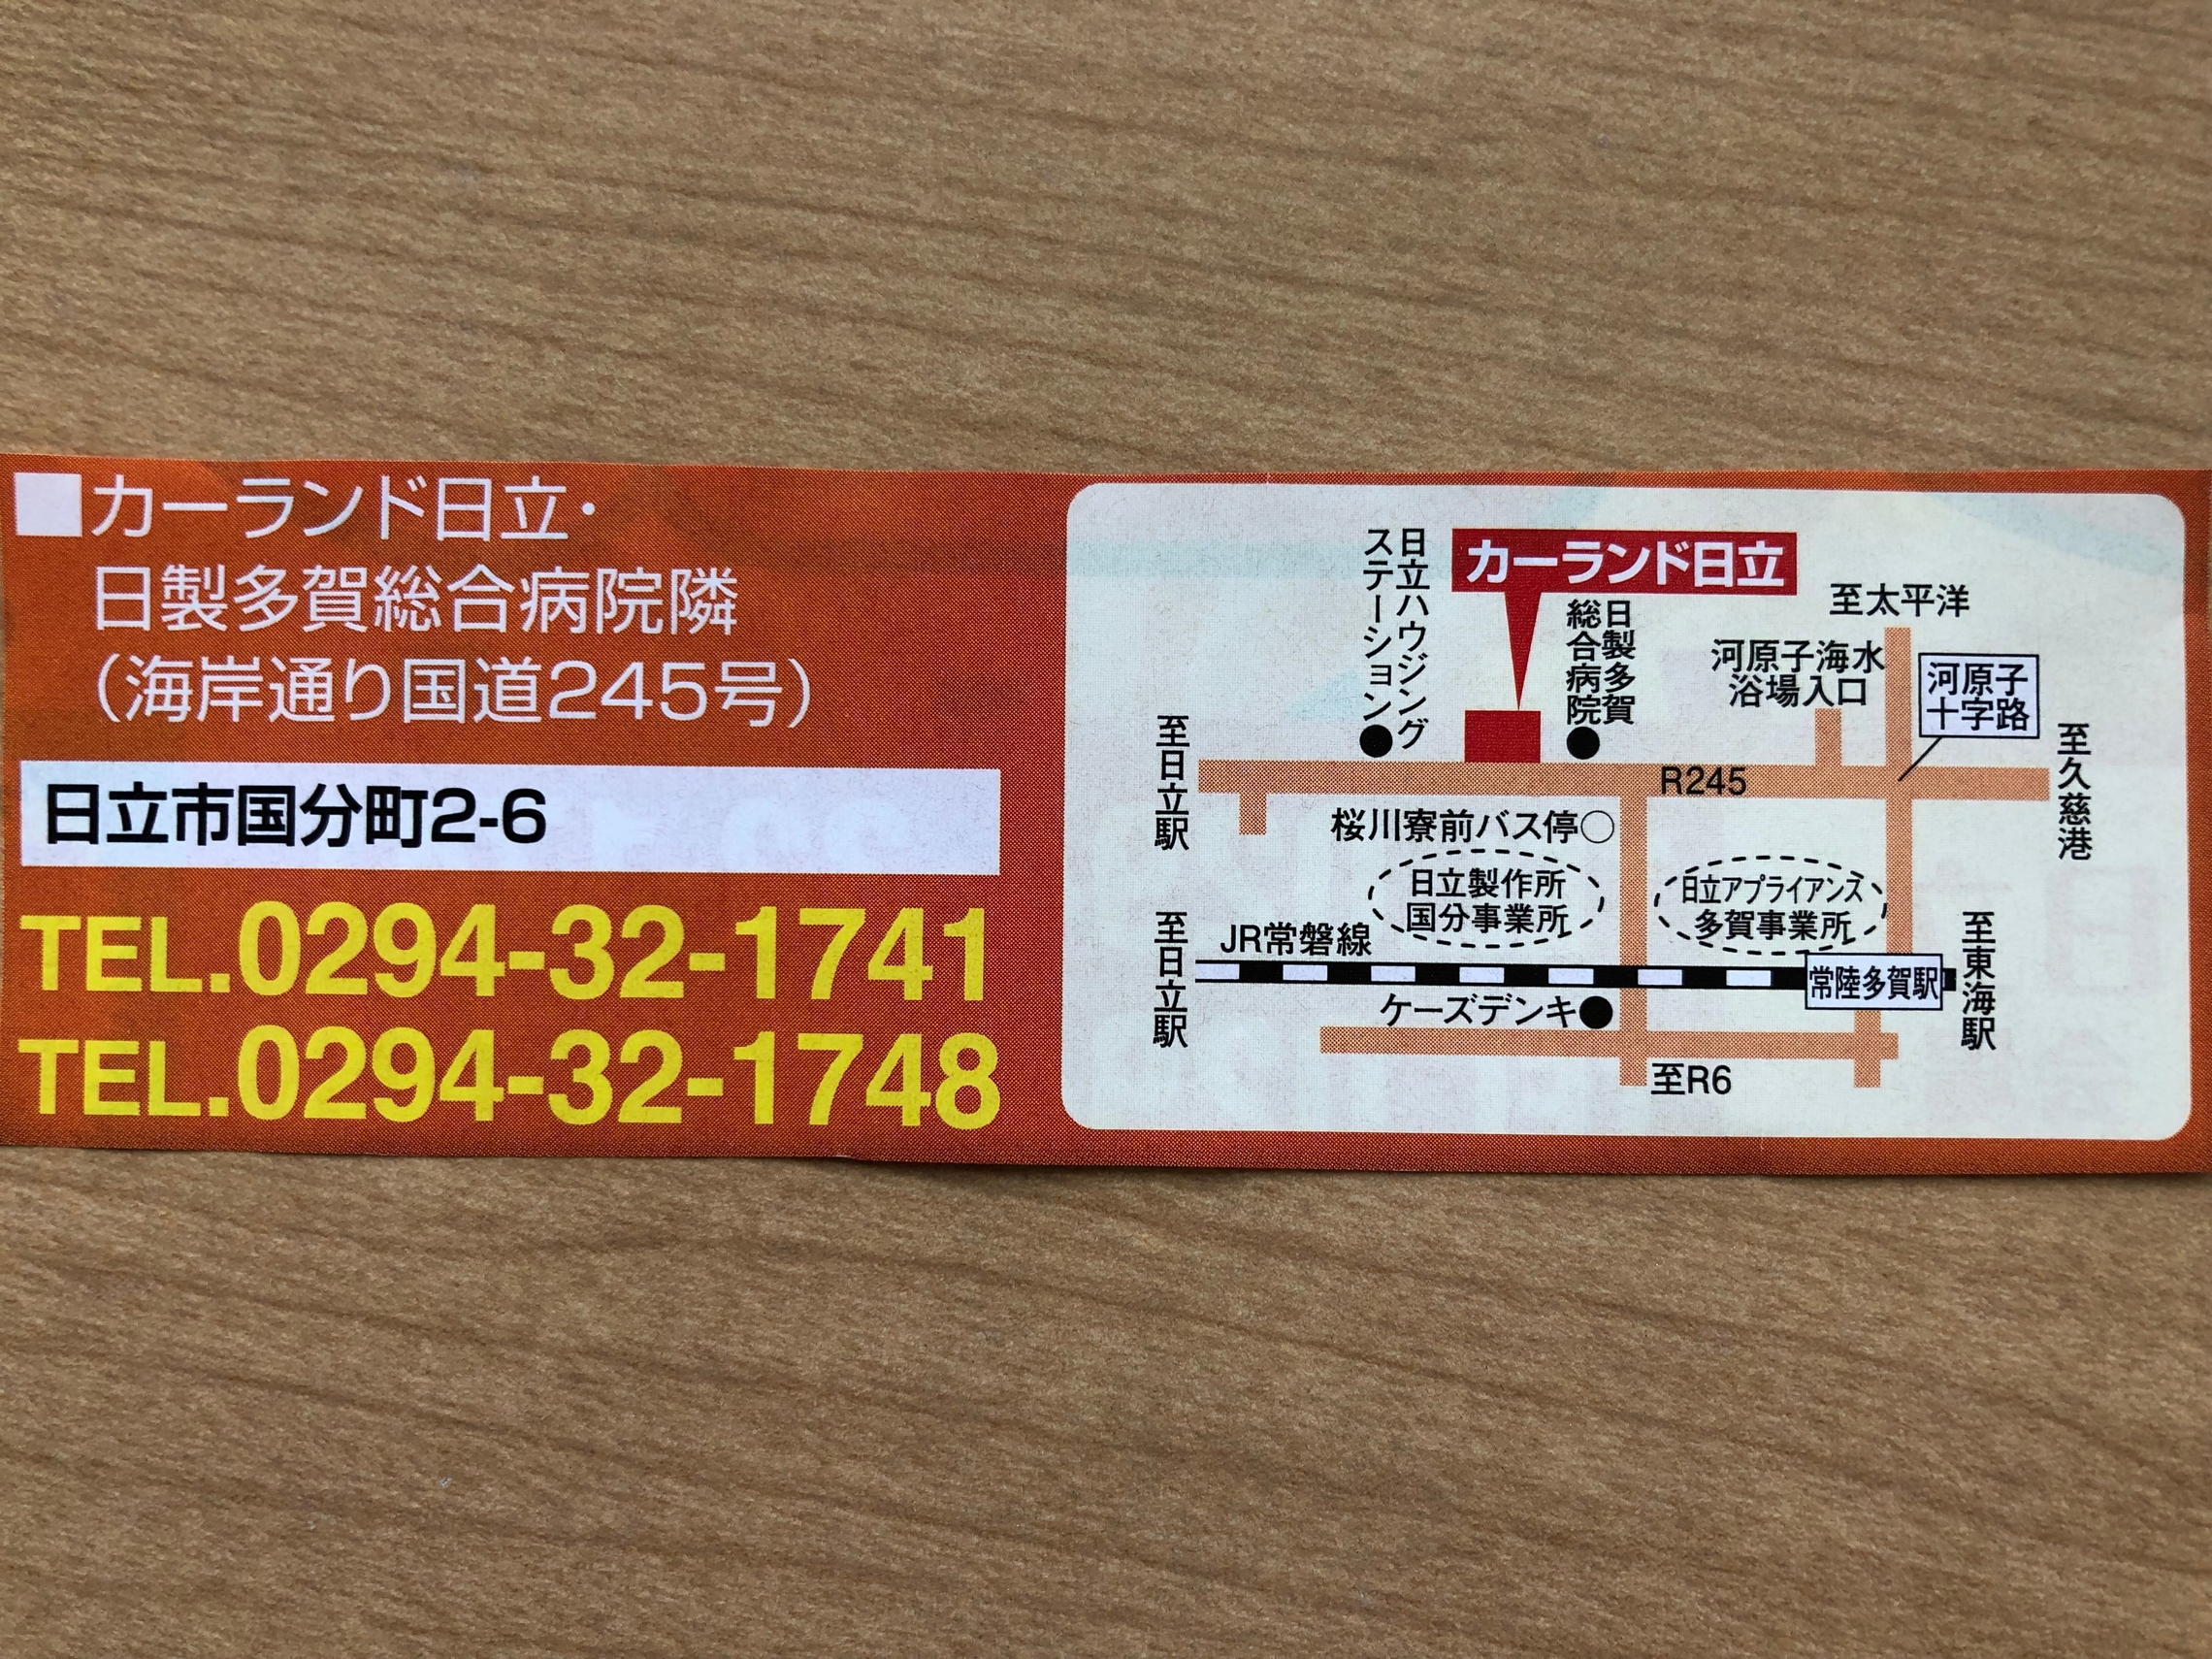 ■カーランド日立・
日製多賀総合病院隣
（海岸通り国道245号）
日立市国分町2-6
TEL.0294-32-1741
TEL.0294-32-1748
日立ハウジング
ステーション
カーランド日立
日製多賀
総合病院
至太平洋
河原子海水
浴場入口
河原子
十字路
至日立駅
R245
至久慈港
桜川寮前バス停
日立製作所
国分事業所
日立アプライアンス
多賀事業所
至日立駅
JR常磐線
常陸多賀駅
至東海駅
ケーズデンキ
至R6